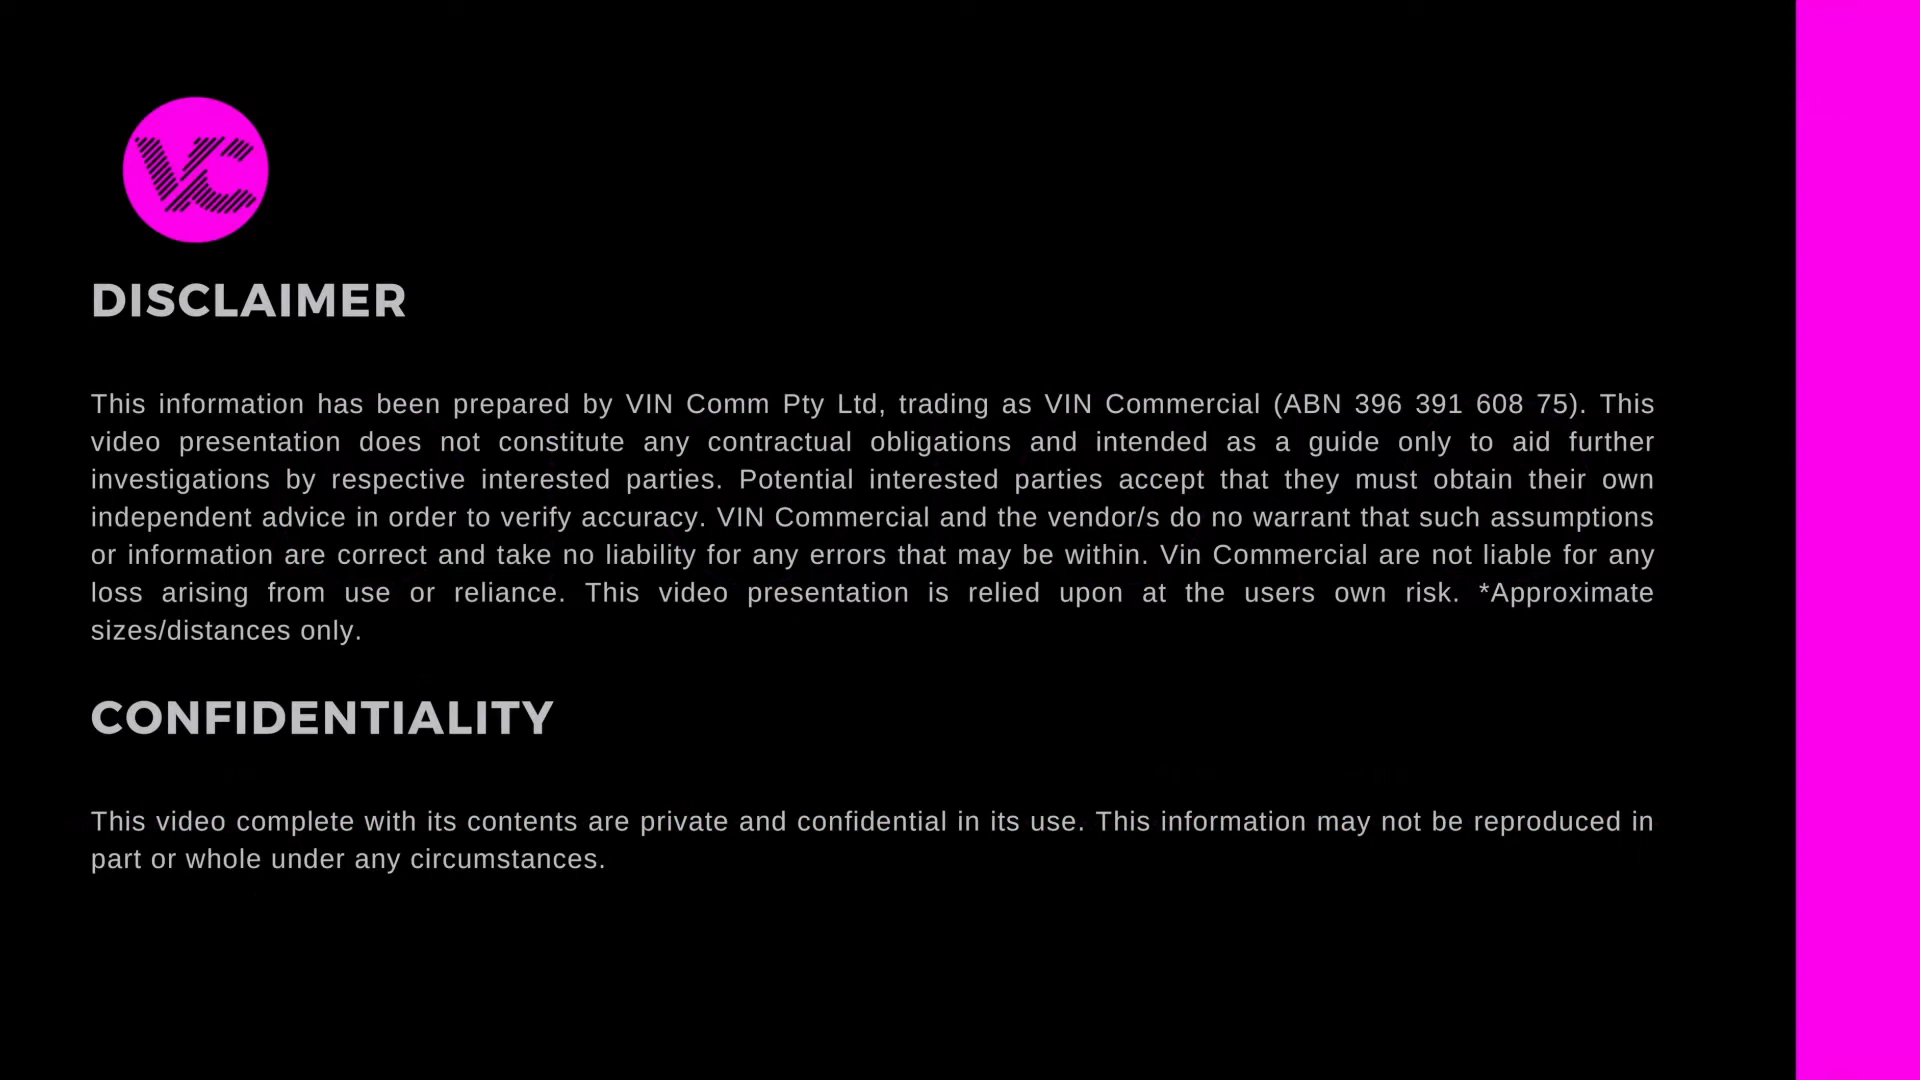 VC
DISCLAIMER
This information has been prepared by VIN Comm Pty Ltd, trading as VIN Commercial (ABN 396 391 608 75). This
video presentation does not constitute any contractual obligations and intended as a guide only to aid further
investigations by respective interested parties. Potential interested parties accept that they must obtain their own
independent advice in order to verify accuracy. VIN Commercial and the vendor/s do no warrant that such assumptions
or information are correct and take no liability for any errors that may be within. Vin Commercial are not liable for any
loss arising from use or reliance. This video presentation is relied upon at the users own risk. *Approximate
sizes/distances only.
CONFIDENTIALITY
This video complete with its contents are private and confidential in its use. This information may not be reproduced in
part or whole under any circumstances.